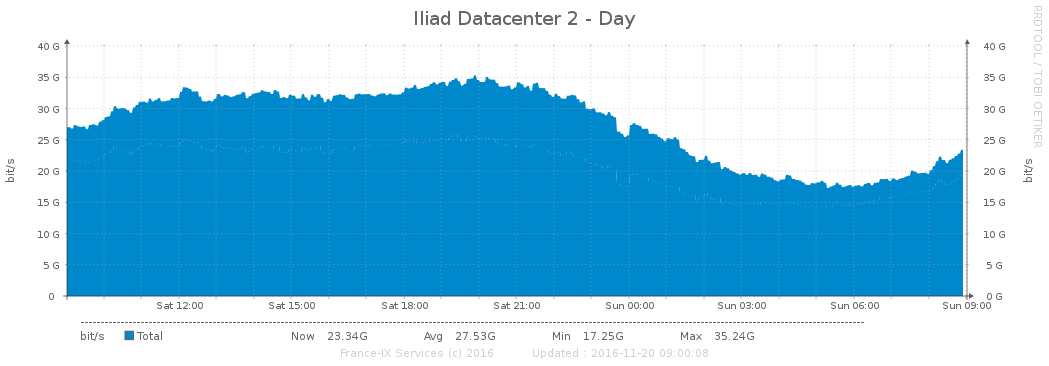 Iliad Datacenter 2 - Day
RRDTOOL / TOBI OETIKER
40 G 40 G
35 G 35 G
30 G 30 G
25 G 25 G
20 G 20 G
15 G 15 G
10 G 10 G
5 G 5 G
0 0 G
bit/s bit/s
Sat 12:00 Sat 15:00 Sat 18:00 Sat 21:00 Sun 00:00 Sun 03:00 Sun 06:00 Sun 09:00
bit/s Total Now 23.34G Avg 27.53G Min 17.25G Max 35.24G
France-IX Services (c) 2016 Updated : 2016-11-20 09:00:08